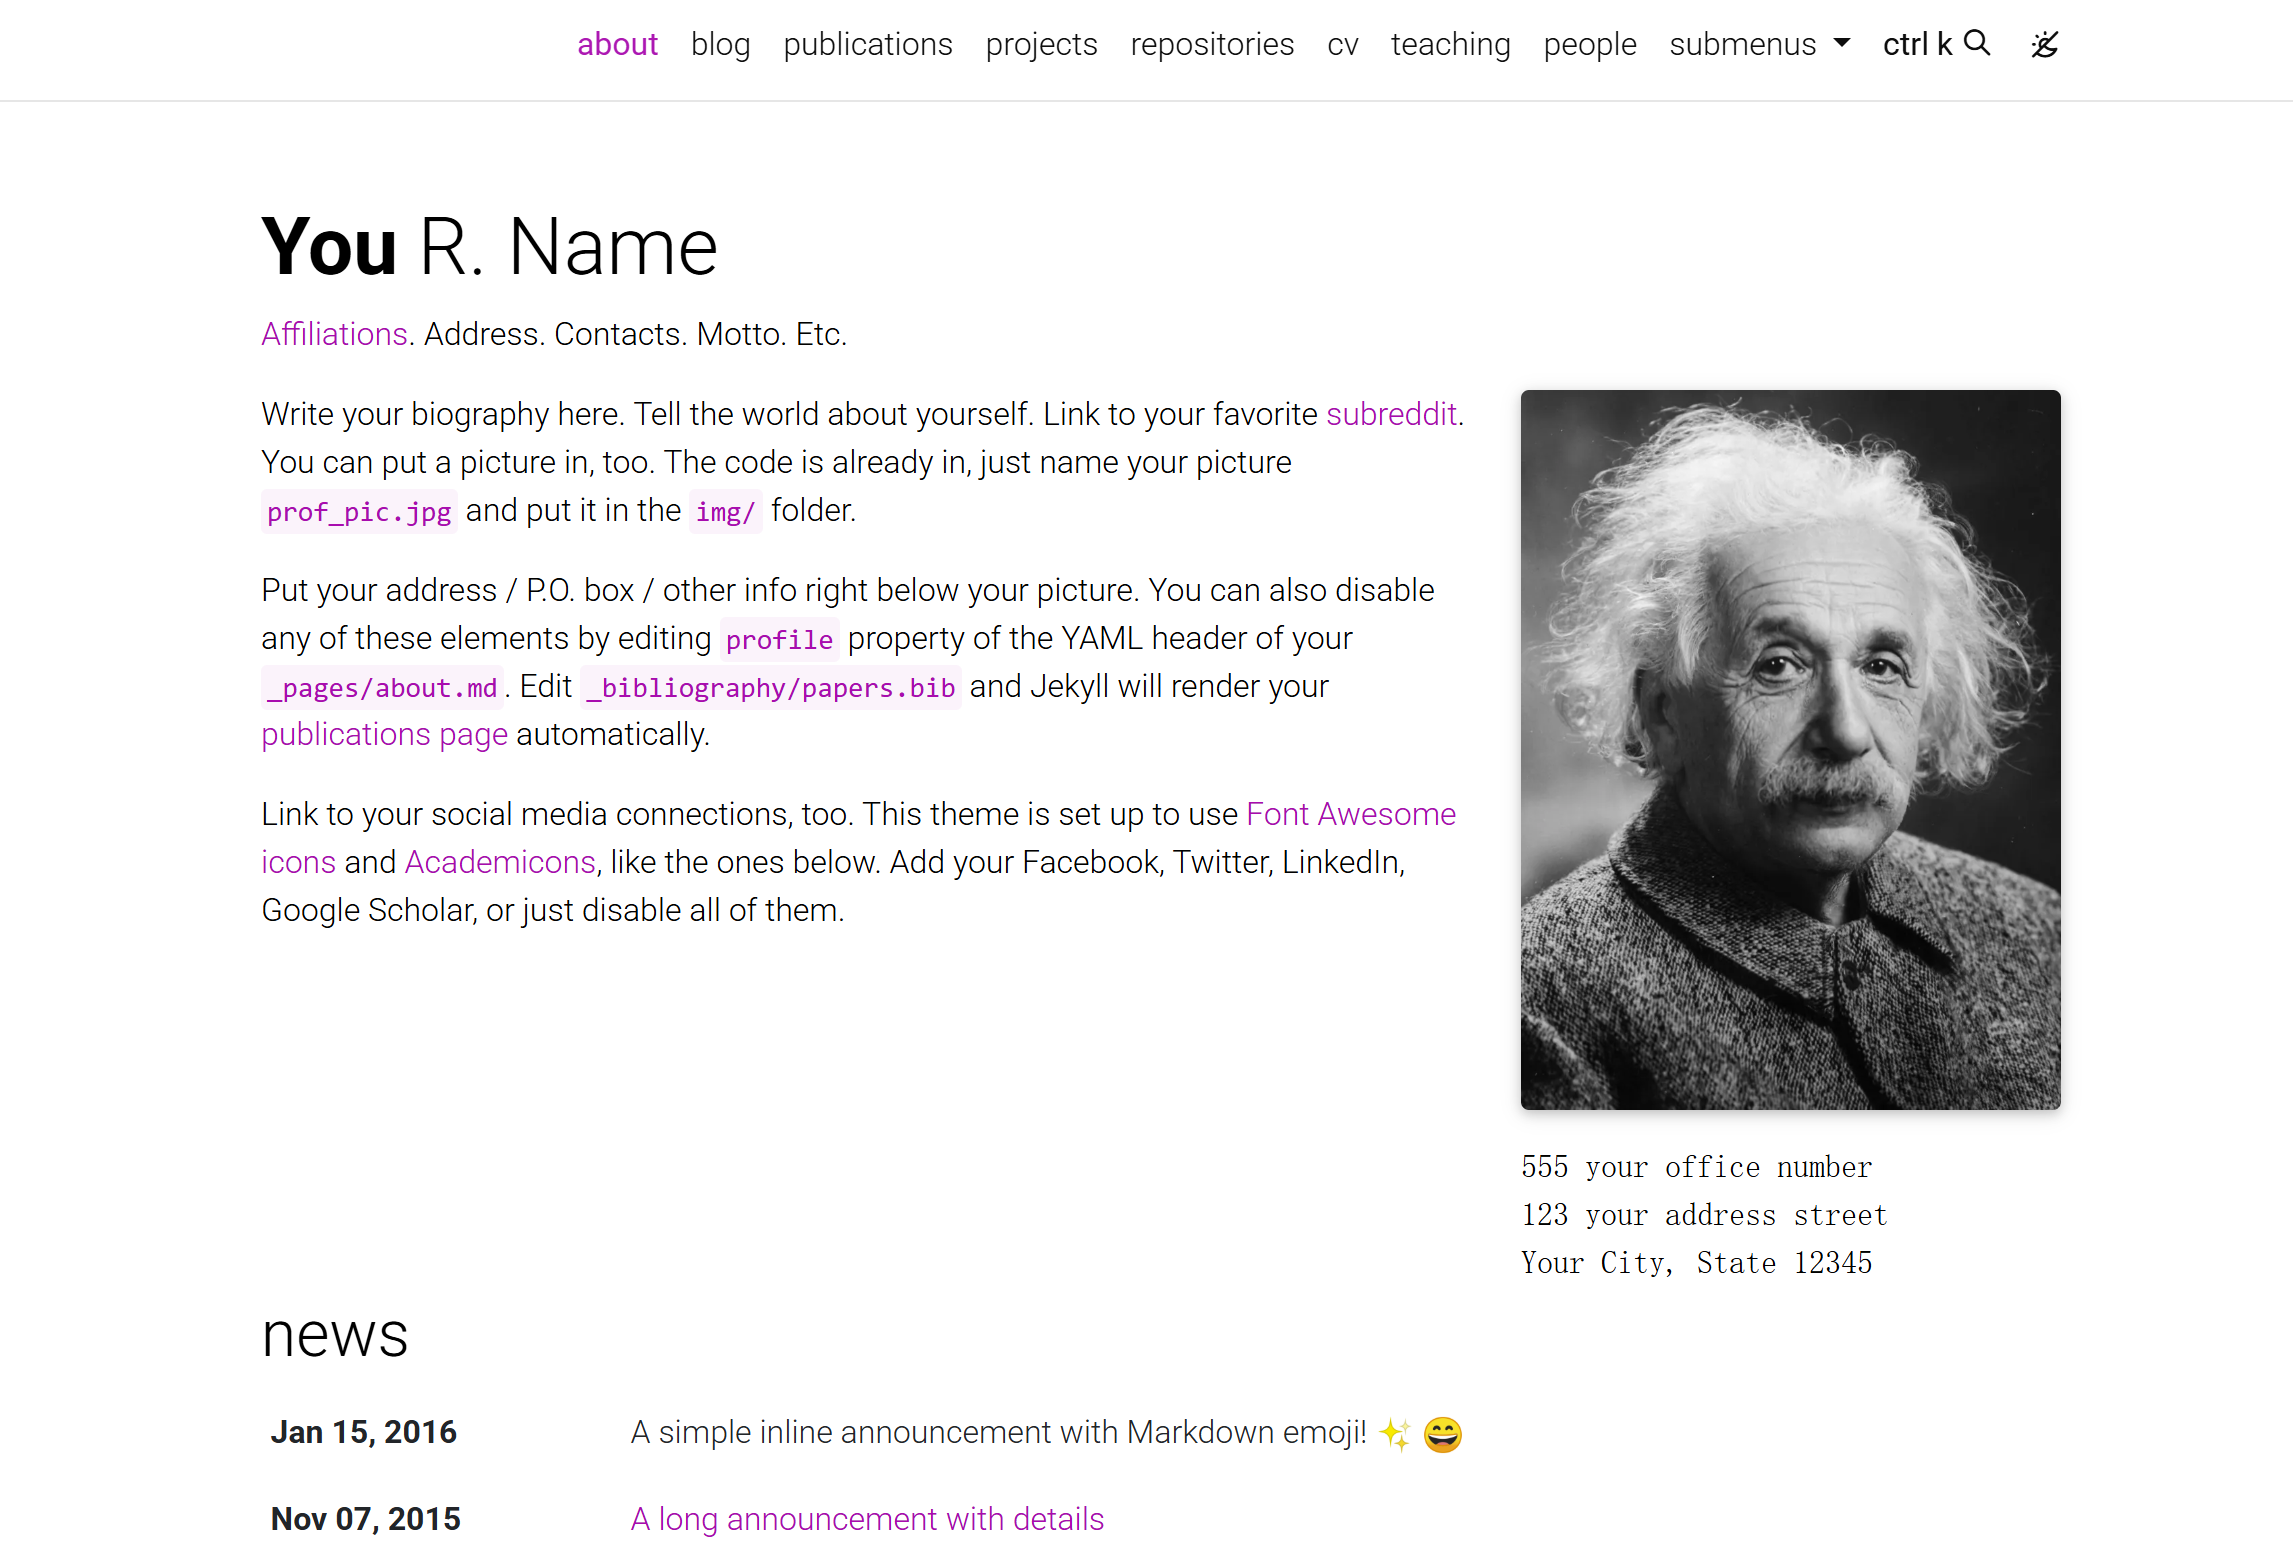 about blog publications projects repositories cv teaching people submenus ctrl k
You R. Name
Affiliations. Address. Contacts. Motto. Etc.
Write your biography here. Tell the world about yourself. Link to your favorite subreddit.
You can put a picture in, too. The code is already in, just name your picture
prof_pic.jpg and put it in the img/ folder.
Put your address / P.O. box / other info right below your picture. You can also disable
any of these elements by editing profile property of the YAML header of your
_pages/about.md. Edit _bibliography/papers.bib and Jekyll will render your
publications page automatically.
Link to your social media connections, too. This theme is set up to use Font Awesome
icons and Academicons, like the ones below. Add your Facebook, Twitter, LinkedIn,
Google Scholar, or just disable all of them.
555 your office number
123 your address street
Your City, State 12345
news
Jan 15, 2016 A simple inline announcement with Markdown emoji! ✨ 😄
Nov 07, 2015 A long announcement with details